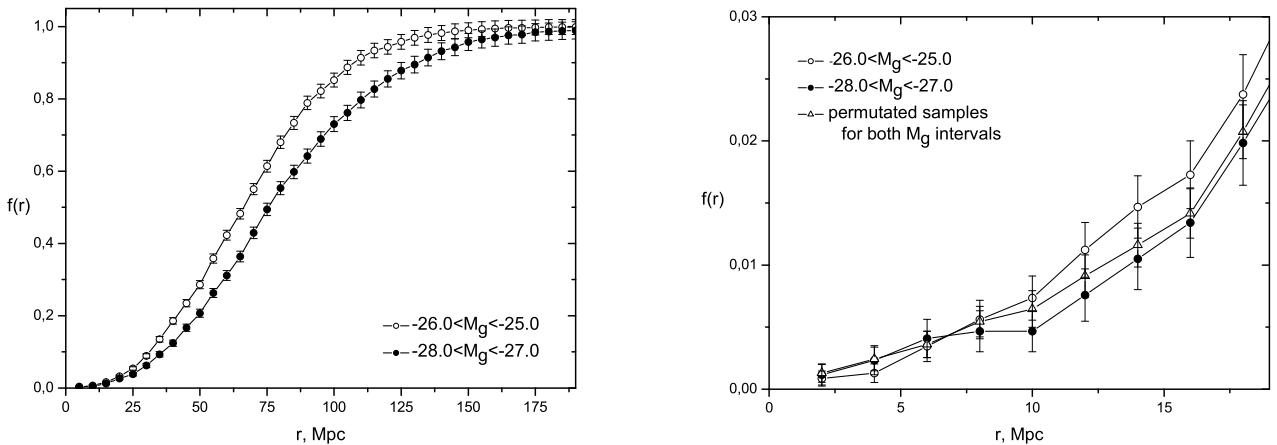 1,0
0,8
0,6
f(r)
0,4
0,2
0,0
-26.0<Mg<-25.0
-28.0<Mg<-27.0
0 25 50 75 100 125 150 175
r, Mpc
0,03
0,02
f(r)
0,01
0,00
-26.0<Mg<-25.0
-28.0<Mg<-27.0
permutated samples
for both Mg intervals
0 5 10 15
r, Mpc